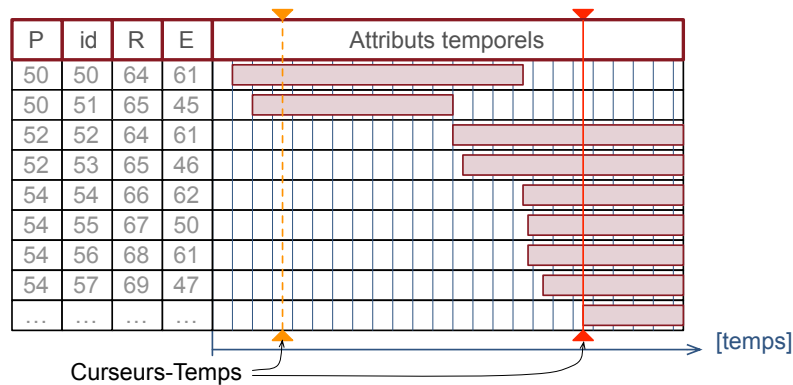 P id R E Attributs temporels
50 50 64 61
50 51 65 45
52 52 64 61
52 53 65 46
54 54 66 62
54 55 67 50
54 56 68 61
54 57 69 47
... ... ... ...
[temps]
Curseurs-Temps